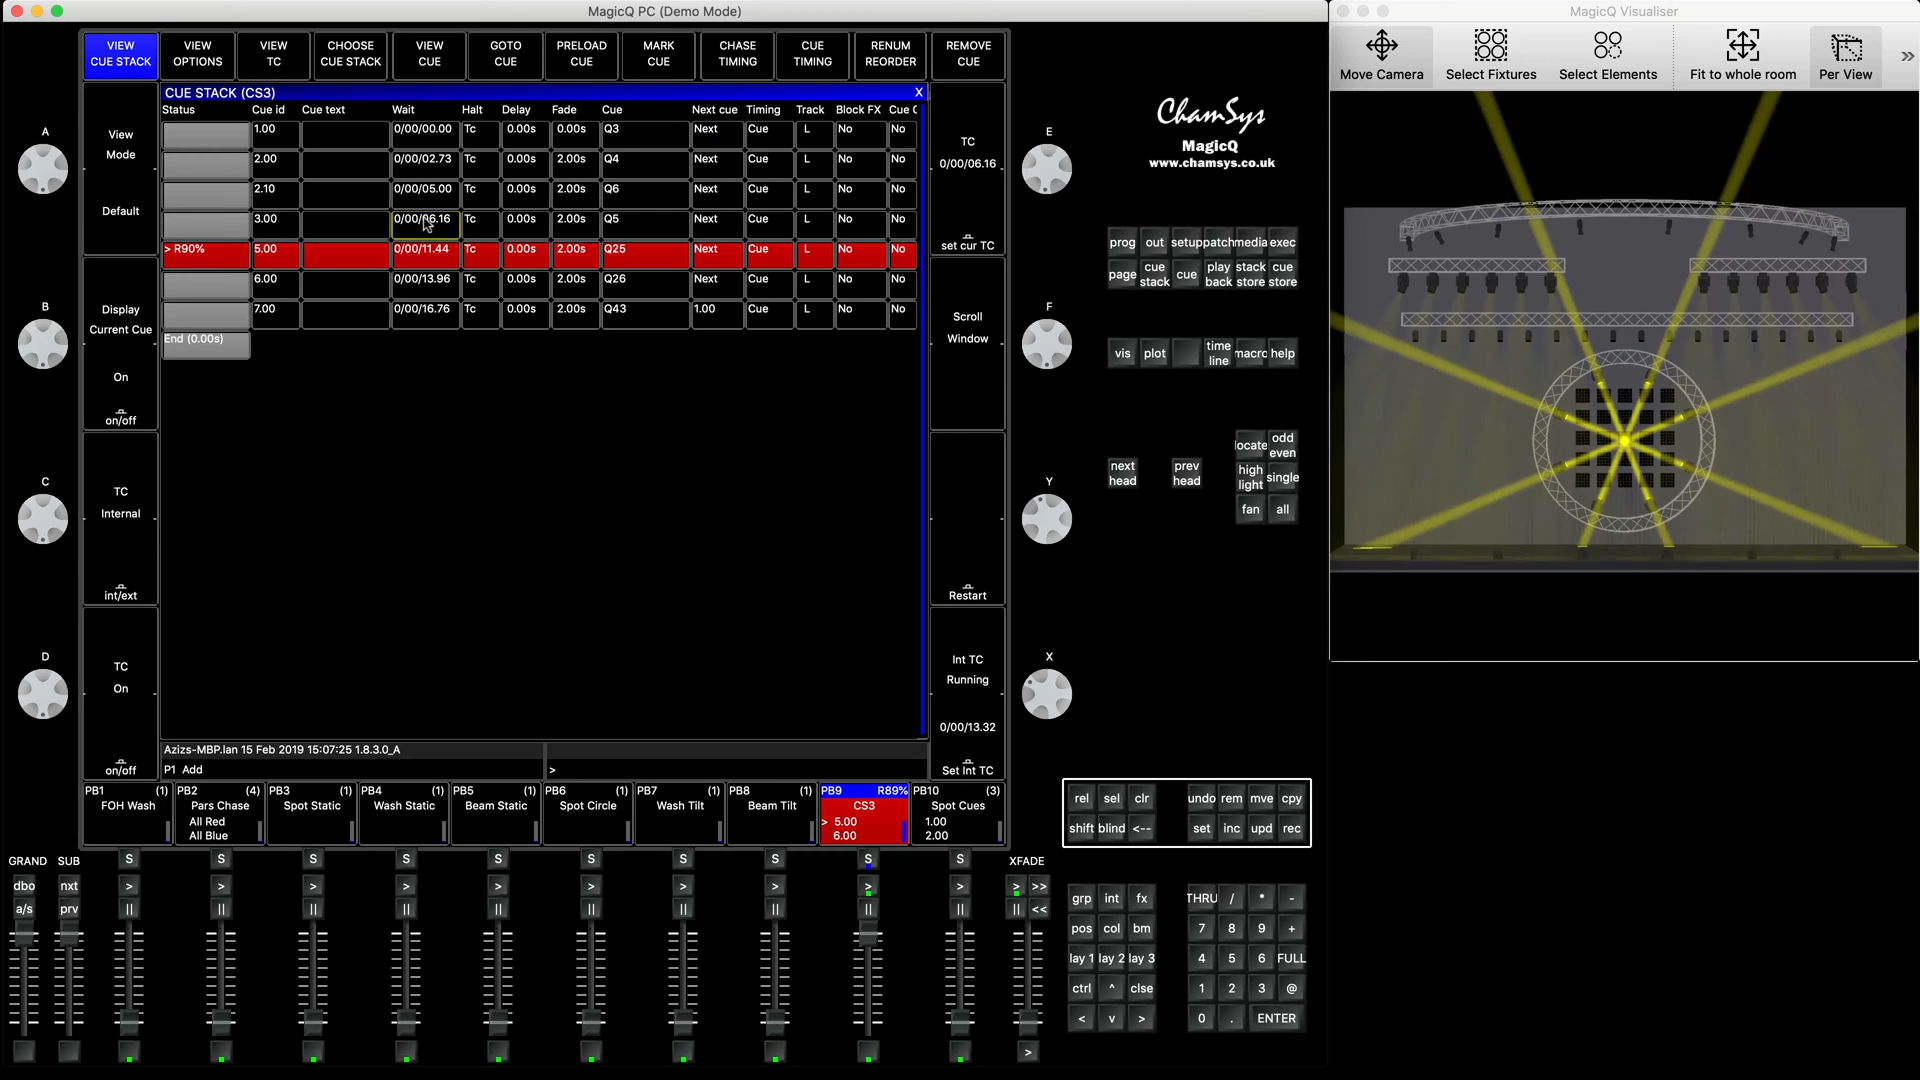 MagicQ PC (Demo Mode)
MagicQ Visualiser
VIEW CUE STACK
VIEW OPTIONS
VIEW TC
CHOOSE CUE STACK
VIEW CUE
GOTO CUE
PRELOAD CUE
MARK CUE
CHASE TIMING
CUE TIMING
RENUM REORDER
REMOVE CUE
Move Camera
Select Fixtures
Select Elements
Fit to whole room
Per View
»
CUE STACK (CS3) X
Status Cue id Cue text Wait Halt Delay Fade Cue Next cue Timing Track Block FX Cue C
1.00 0/00/00.00 Tc 0.00s 0.00s Q3 Next Cue L No No
2.00 0/00/02.73 Tc 0.00s 2.00s Q4 Next Cue L No No
2.10 0/00/05.00 Tc 0.00s 2.00s Q6 Next Cue L No No
3.00 0/00/06.16 Tc 0.00s 2.00s Q5 Next Cue L No No
> R90% 5.00 0/00/11.44 Tc 0.00s 2.00s Q25 Next Cue L No No
6.00 0/00/13.96 Tc 0.00s 2.00s Q26 Next Cue L No No
7.00 0/00/16.76 Tc 0.00s 2.00s Q43 1.00 Cue L No No
End (0.00s)
A
View
Mode
Default
B
Display
Current Cue
On
on/off
C
TC
Internal
int/ext
D
TC
On
on/off
TC
0/00/06.16
set cur TC
E
Scroll
Window
F
Restart
Y
Int TC
Running
0/00/13.32
Set Int TC
X
ChamSys
MagicQ
www.chamsys.co.uk
prog out setup patch media exec
page cue stack cue play back stack store cue store
vis plot time line macro help
next head prev head
locate odd even
high light single
fan all
Azizs-MBP.lan 15 Feb 2019 15:07:25 1.8.3.0_A
P1 Add
>
PB1 (1) FOH Wash
PB2 (4) Pars Chase
All Red
All Blue
PB3 (1) Spot Static
PB4 (1) Wash Static
PB5 (1) Beam Static
PB6 (1) Spot Circle
PB7 (1) Wash Tilt
PB8 (1) Beam Tilt
PB9 R89% CS3
> 5.00
6.00
PB10 (3) Spot Cues
1.00
2.00
rel sel clr undo rem mve cpy
shift blind <-- set inc upd rec
GRAND SUB S S S S S S S S S S XFADE
dbo nxt > > > > > > > > > > > >>
a/s prv || || || || || || || || || || || <<
>
grp int fx THRU / * -
pos col bm 7 8 9 +
lay 1 lay 2 lay 3 4 5 6 FULL
ctrl ^ clse 1 2 3 @
< v > 0 . ENTER